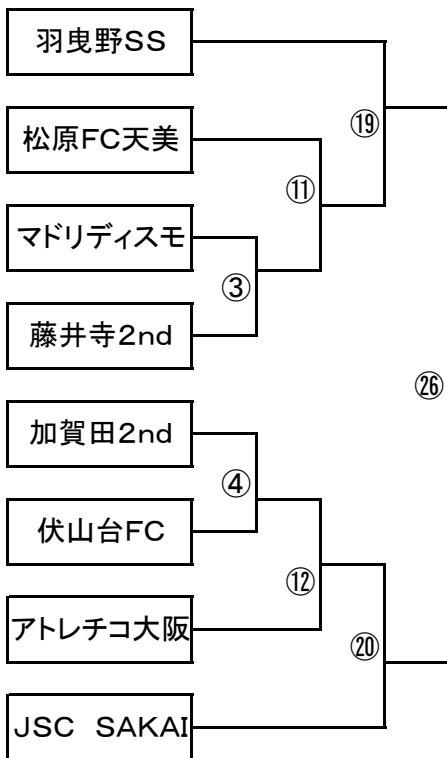 羽曳野SS
⑲
松原FC天美
⑪
マドリディスモ
③
藤井寺2nd
㉖
加賀田2nd
④
伏山台FC
⑫
アトレチコ大阪
⑳
JSC　SAKAI